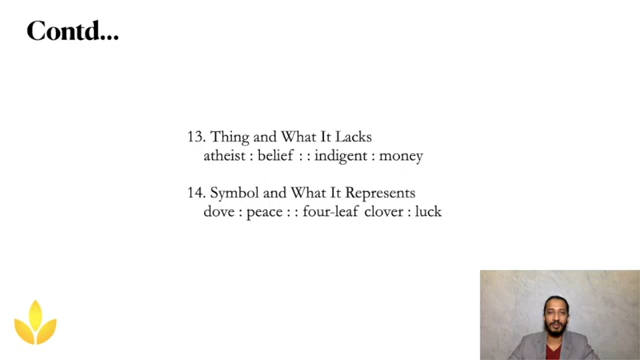 Contd...
13. Thing and What It Lacks
atheist : belief : : indigent : money
14. Symbol and What It Represents
dove : peace : : four-leaf clover : luck